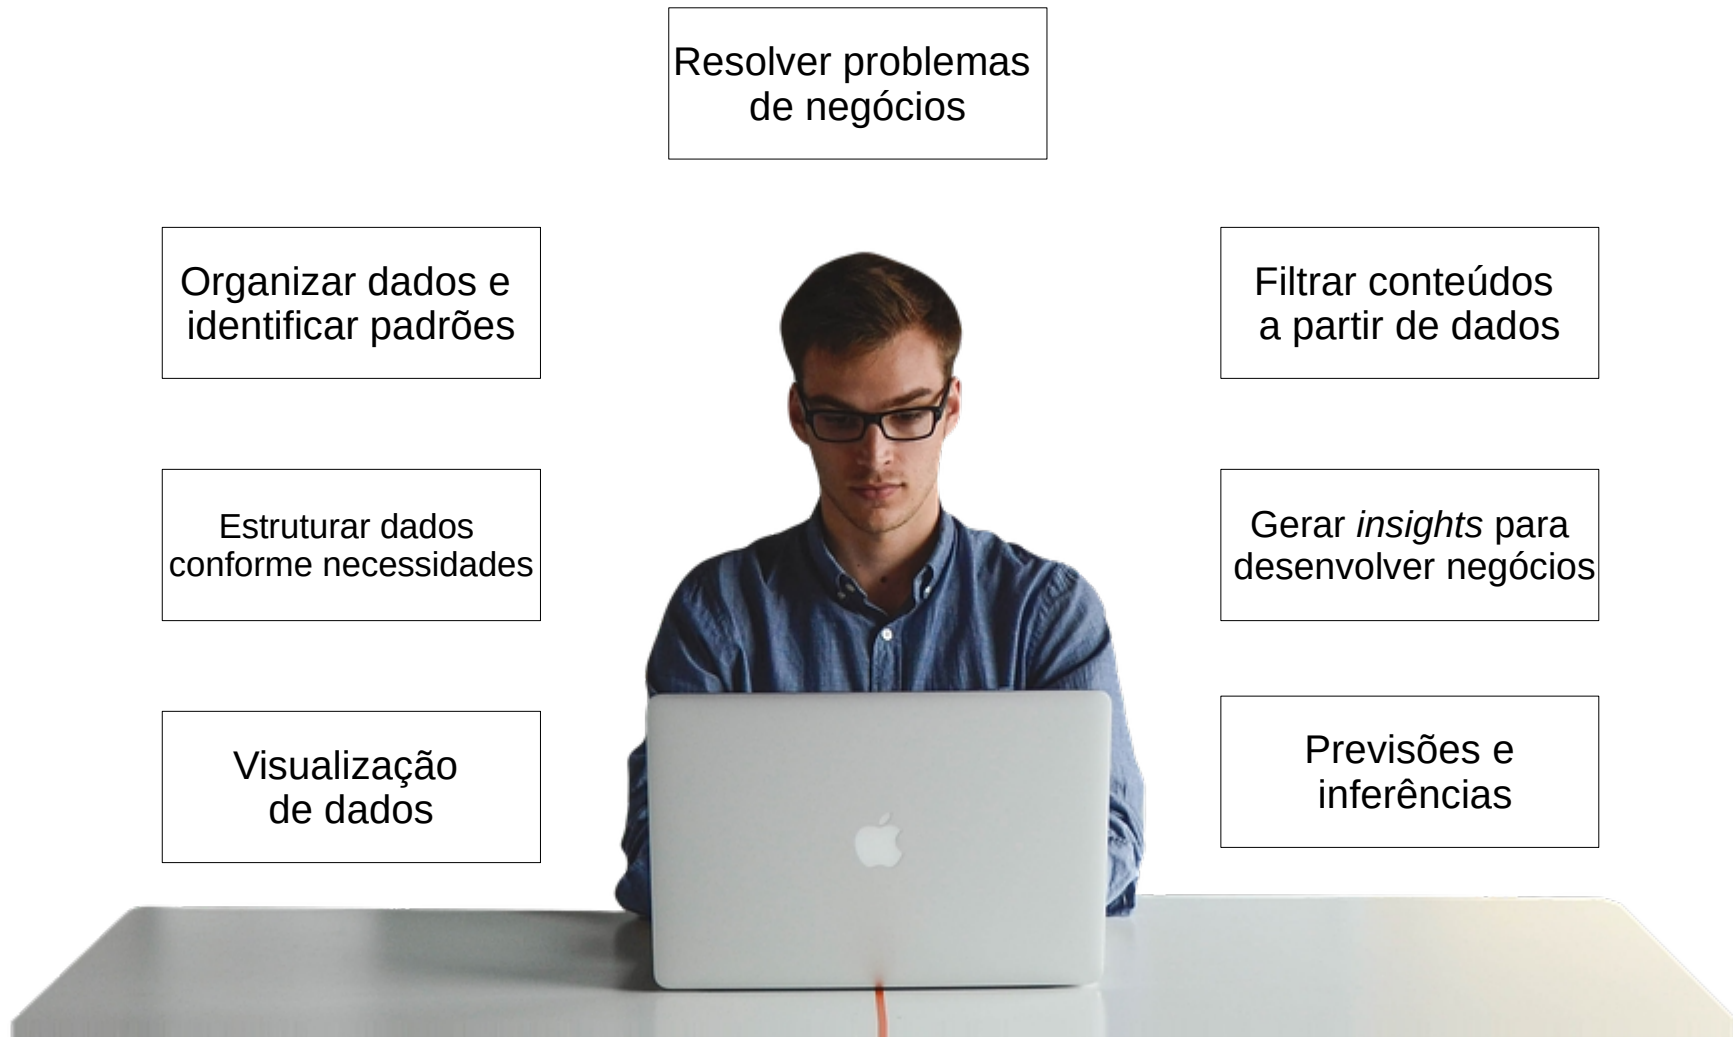 Resolver problemas
de negócios
Organizar dados e
identificar padrões
Filtrar conteúdos
a partir de dados
Estruturar dados
conforme necessidades
Gerar insights para
desenvolver negócios
Visualização
de dados
Previsões e
inferências